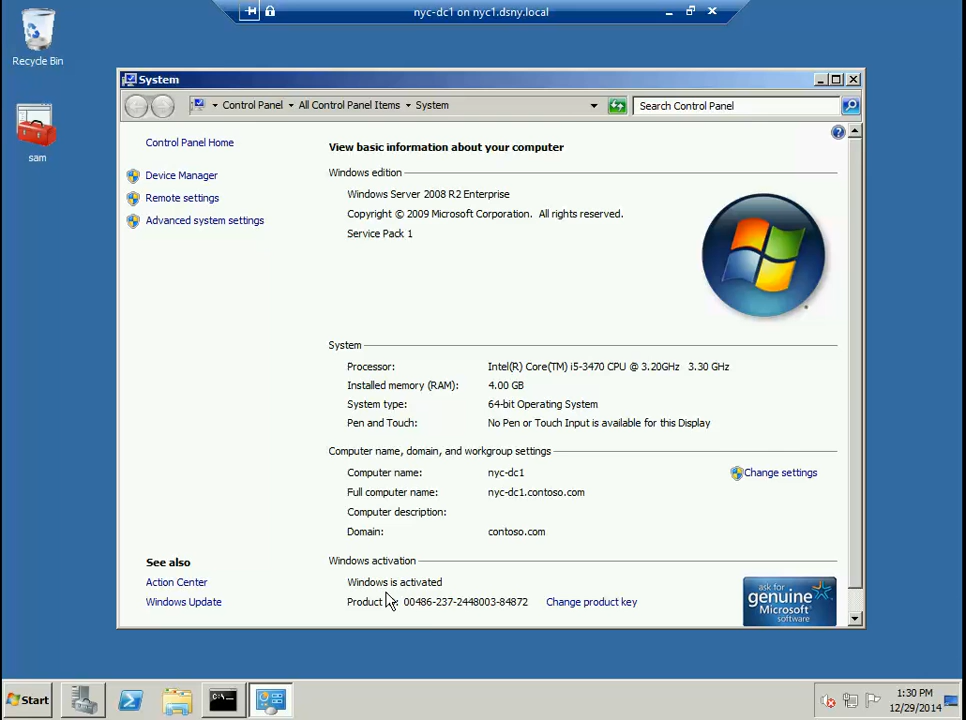 nyc-dc1 on nyc1.dsny.local
Recycle Bin
sam
System
Control Panel
All Control Panel Items
System
Search Control Panel
Control Panel Home
Device Manager
Remote settings
Advanced system settings
See also
Action Center
Windows Update
View basic information about your computer
Windows edition
Windows Server 2008 R2 Enterprise
Copyright © 2009 Microsoft Corporation. All rights reserved.
Service Pack 1
System
Processor: Intel(R) Core(TM) i5-3470 CPU @ 3.20GHz 3.30 GHz
Installed memory (RAM): 4.00 GB
System type: 64-bit Operating System
Pen and Touch: No Pen or Touch Input is available for this Display
Computer name, domain, and workgroup settings
Computer name: nyc-dc1
Change settings
Full computer name: nyc-dc1.contoso.com
Computer description:
Domain: contoso.com
Windows activation
Windows is activated
Product 00486-237-2448003-84872 Change product key
ask for
genuine
Microsoft
software
Start
C:\
1:30 PM
12/29/2014